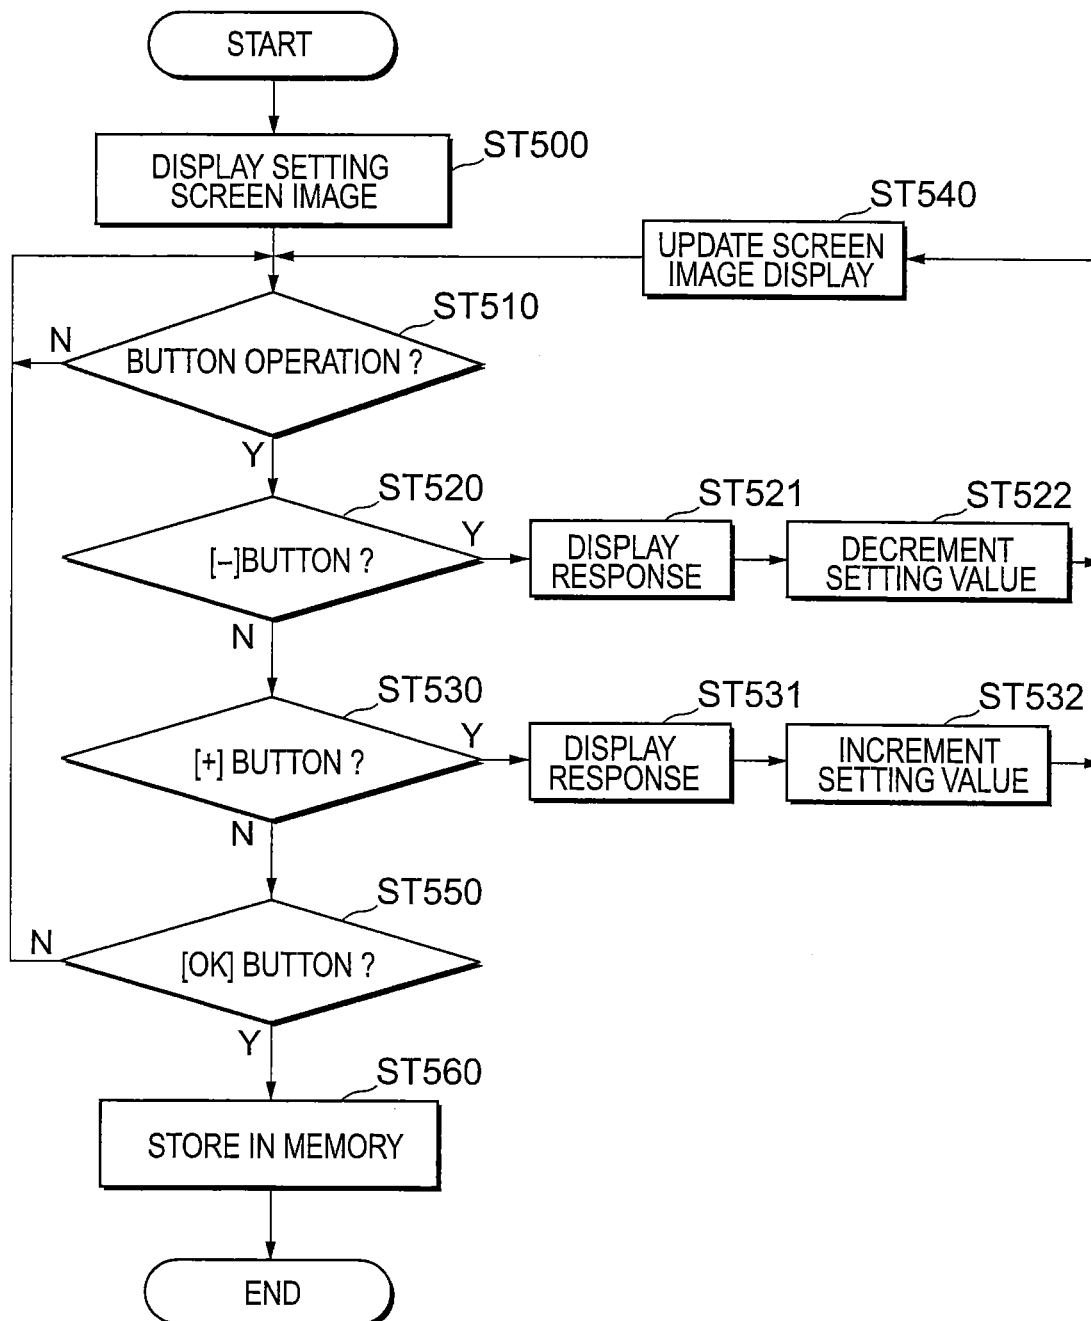 START
ST500
DISPLAY SETTING
SCREEN IMAGE
ST540
UPDATE SCREEN
IMAGE DISPLAY
ST510
N
BUTTON OPERATION ?
Y
ST520
[–]BUTTON ?
Y
ST521
DISPLAY
RESPONSE
ST522
DECREMENT
SETTING VALUE
N
ST530
[+] BUTTON ?
Y
ST531
DISPLAY
RESPONSE
ST532
INCREMENT
SETTING VALUE
N
ST550
N
[OK] BUTTON ?
Y
ST560
STORE IN MEMORY
END